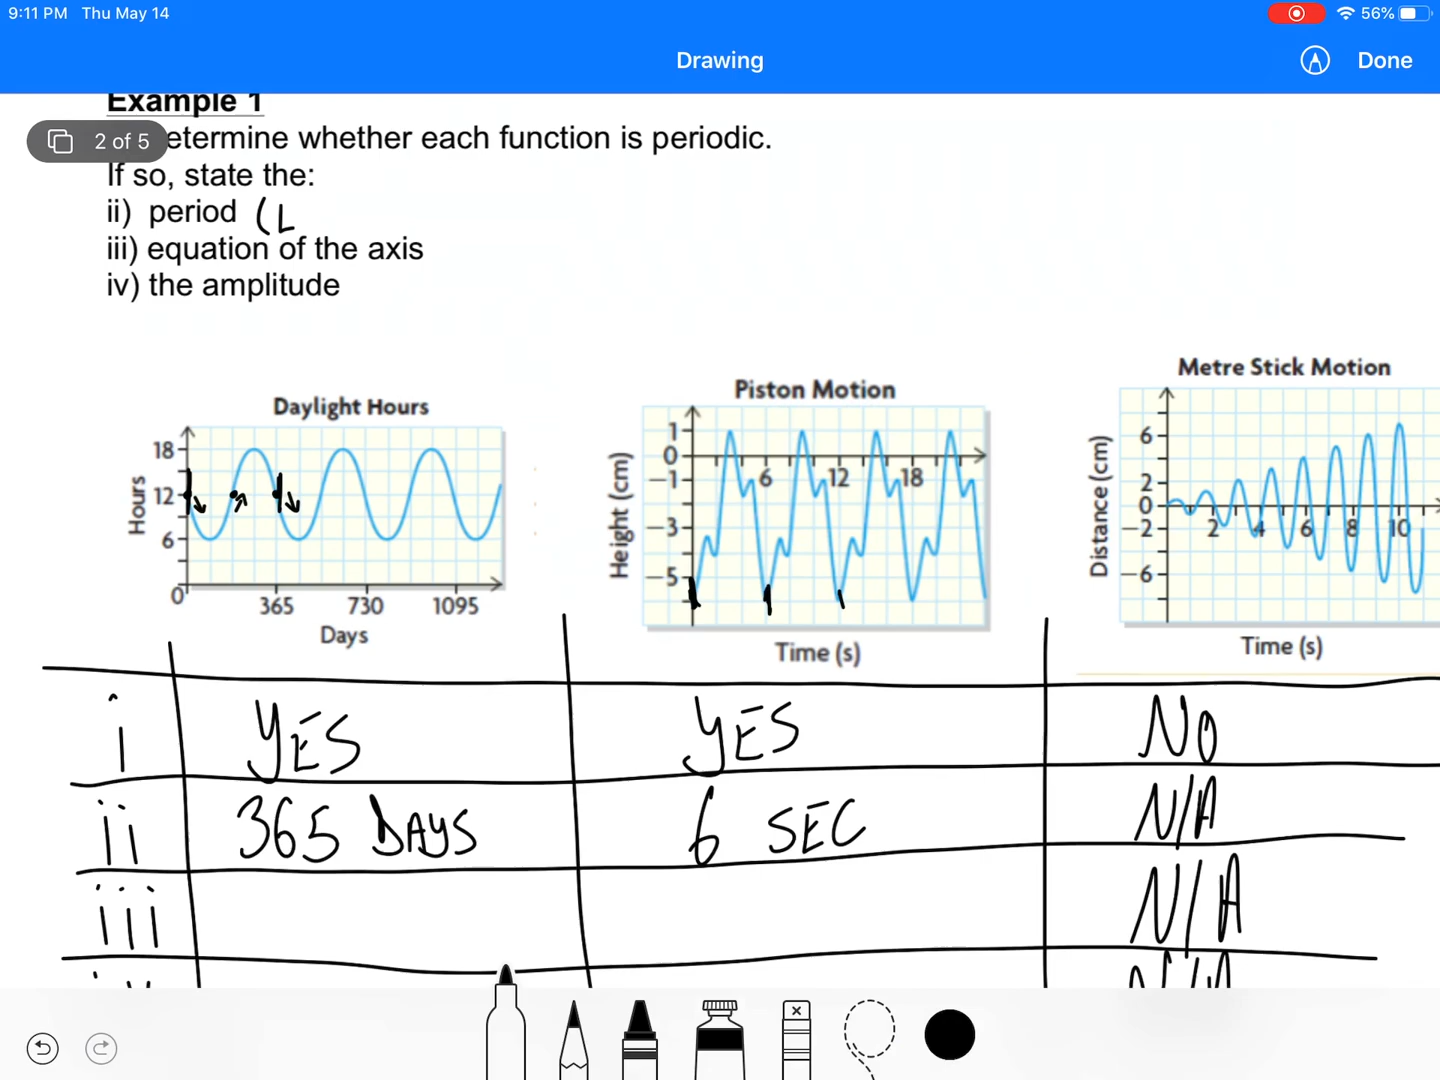 9:11 PM Thu May 14
56%
Drawing
Done
Example 1
2 of 5
etermine whether each function is periodic.
If so, state the:
ii) period (L
iii) equation of the axis
iv) the amplitude
Daylight Hours
Hours
18
12
6
0
365 730 1095
Days
Piston Motion
Height (cm)
1
0
-1
-3
-5
6 12 18
Time (s)
Metre Stick Motion
Distance (cm)
6
2
0
-2
-6
2 4 6 8 10
Time (s)
i YES YES NO
ii 365 DAYS 6 SEC N/A
iii N/A